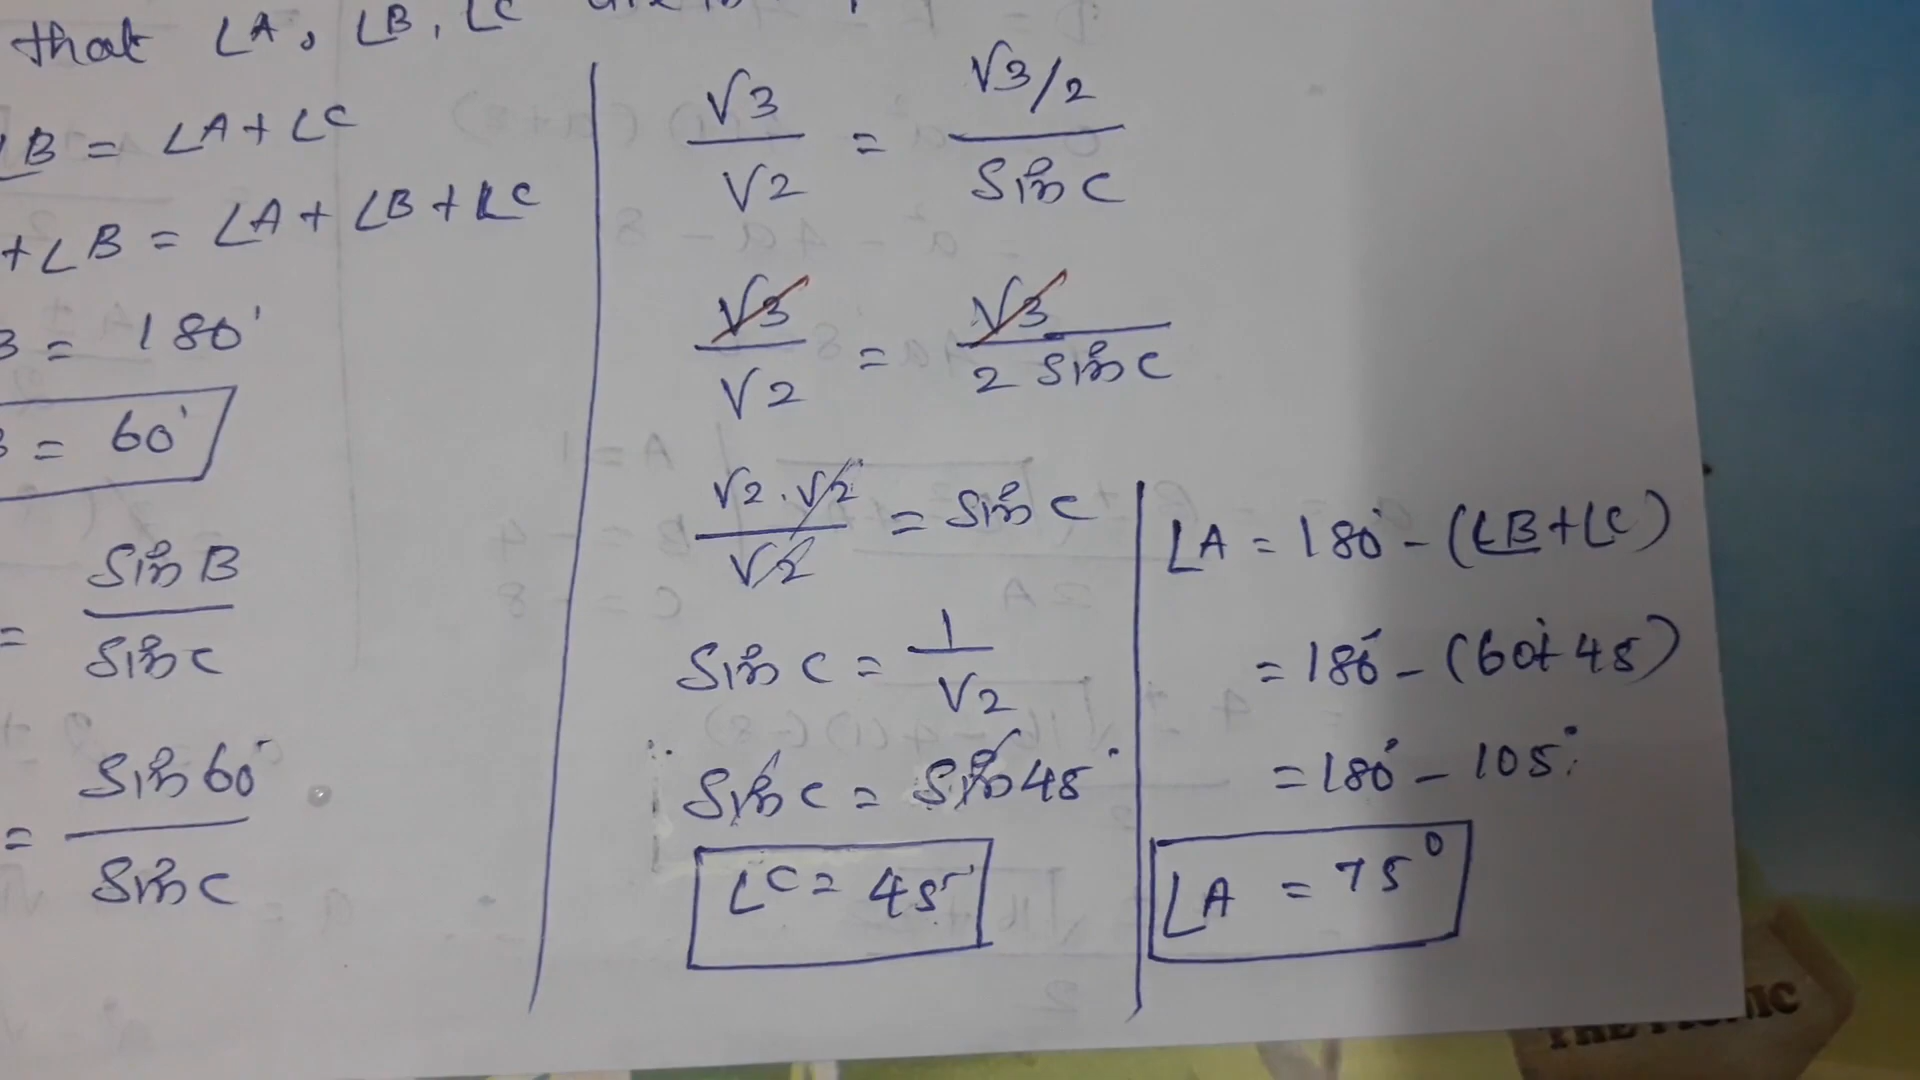 that ∠A, ∠B, ∠C
∠B = ∠A + ∠C
+ ∠B = ∠A + ∠B + ∠C
B = 180°
B = 60°
= Sin B / Sin C
= Sin 60° / Sin C
√3 / √2 = √3/2 / Sin C
√3 / √2 = √3 / 2 Sin C
√2 . √2 / √2 = Sin C
Sin C = 1 / √2
Sin C = Sin 45°
∠C = 45°
∠A = 180° - (∠B + ∠C)
= 180° - (60° + 45)
= 180° - 105°
∠A = 75°